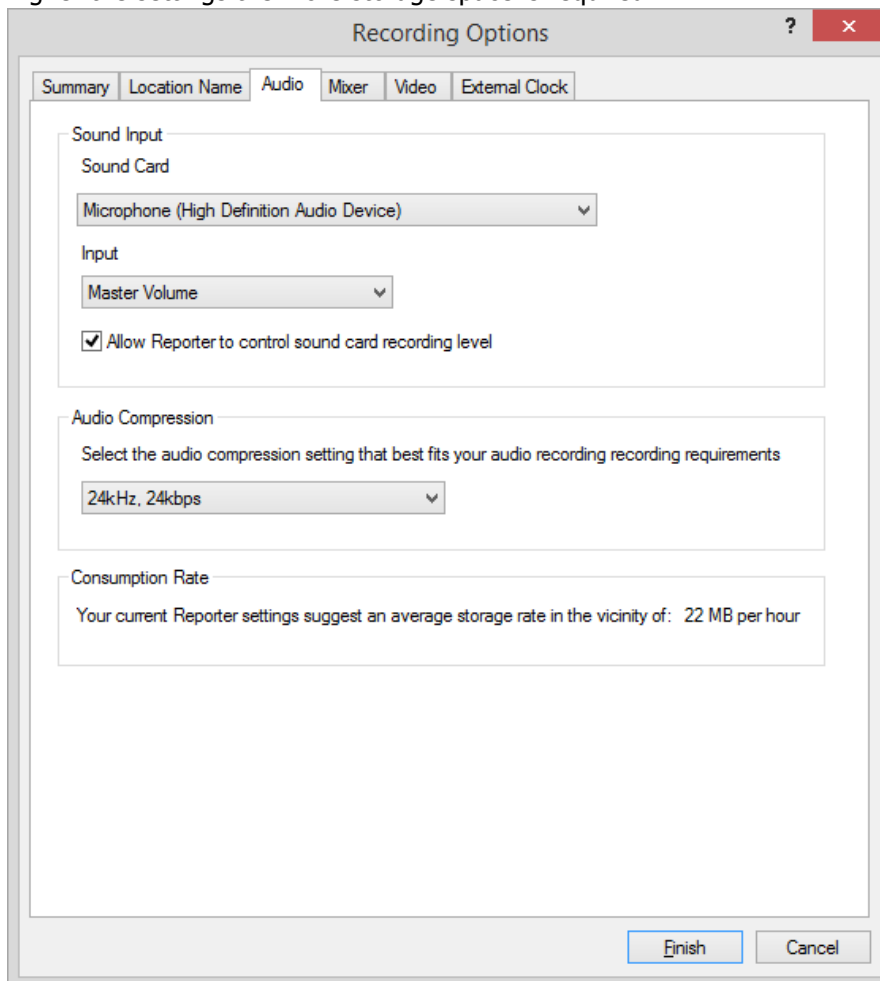 Recording Options
?
Summary Location Name Audio Mixer Video External Clock
Sound Input
Sound Card
Microphone (High Definition Audio Device)
Input
Master Volume
Allow Reporter to control sound card recording level
Audio Compression
Select the audio compression setting that best fits your audio recording recording requirements
24kHz, 24kbps
Consumption Rate
Your current Reporter settings suggest an average storage rate in the vicinity of: 22 MB per hour
Finish Cancel